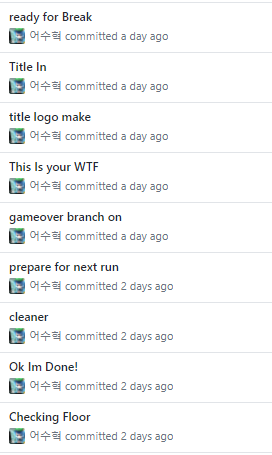 ready for Break
어수혁 committed a day ago
Title In
어수혁 committed a day ago
title logo make
어수혁 committed a day ago
This Is your WTF
어수혁 committed a day ago
gameover branch on
어수혁 committed a day ago
prepare for next run
어수혁 committed 2 days ago
cleaner
어수혁 committed 2 days ago
Ok Im Done!
어수혁 committed 2 days ago
Checking Floor
어수혁 committed 2 days ago